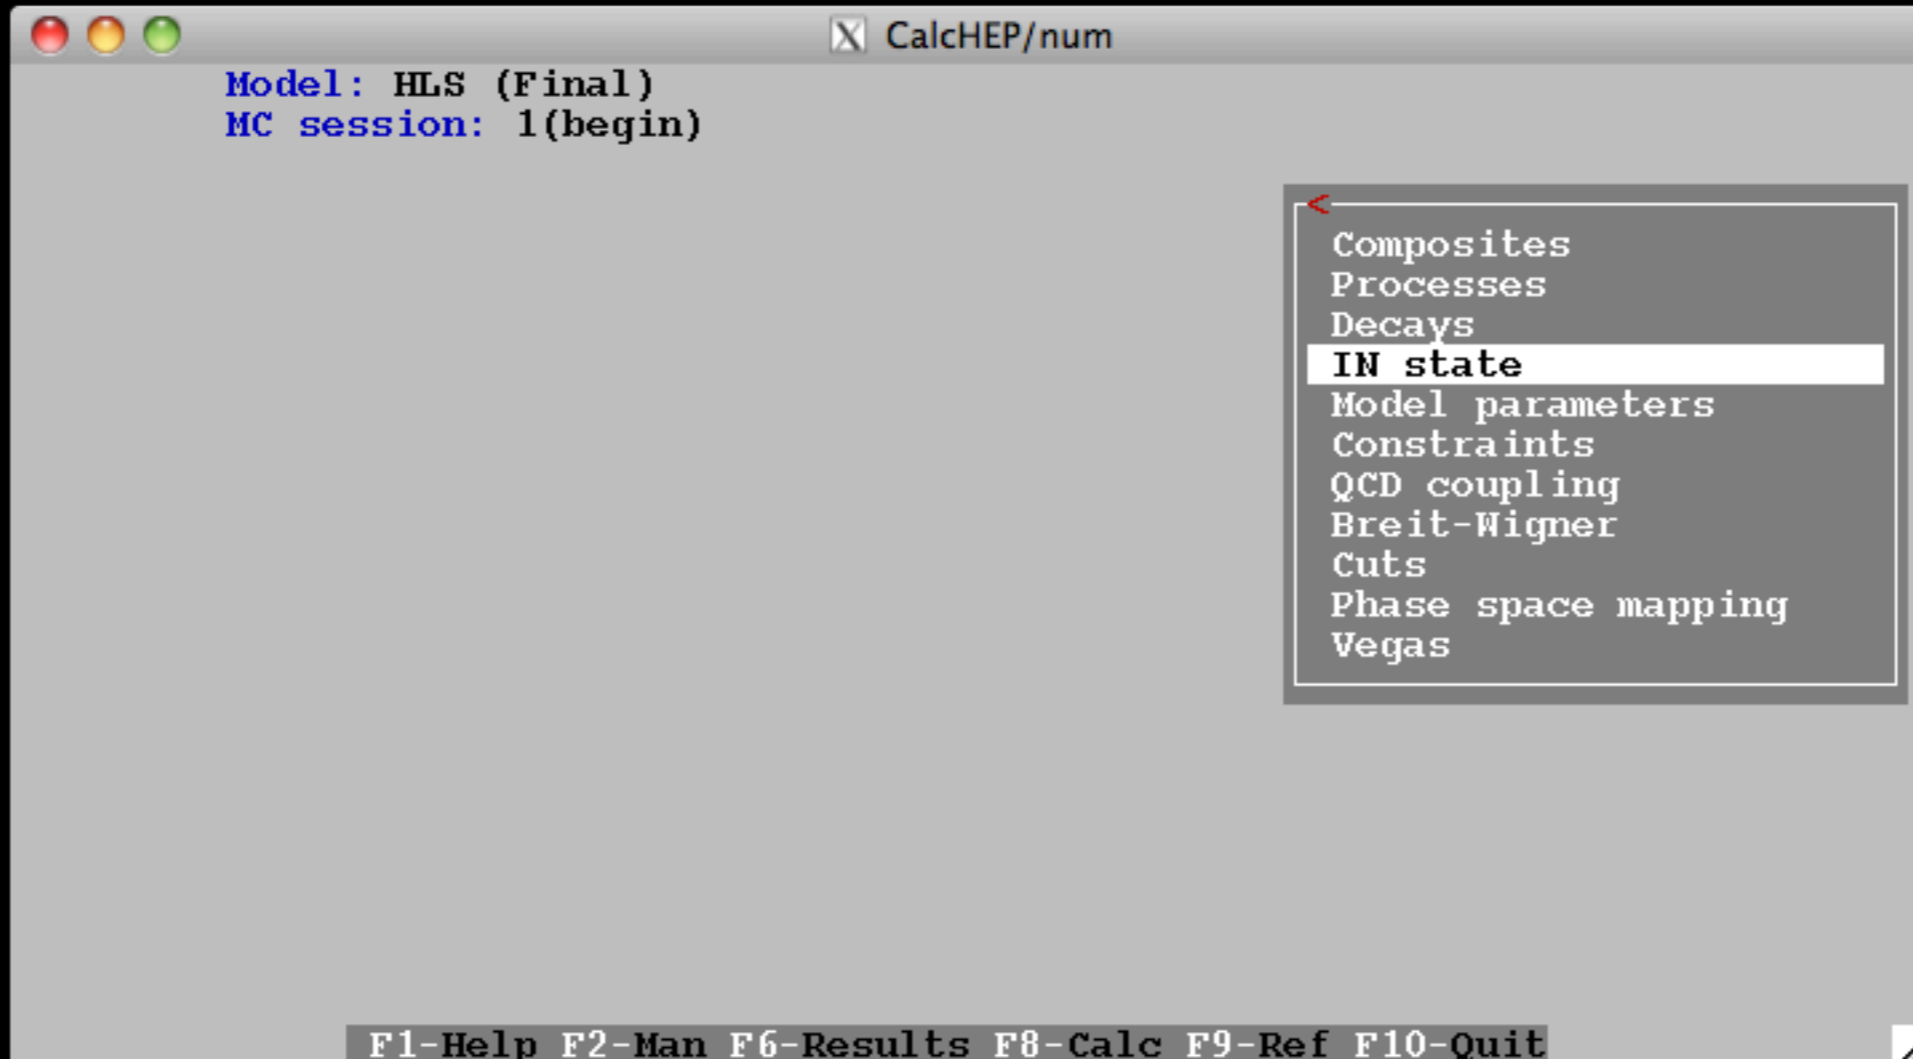 CalcHEP/num
Model: HLS (Final)
MC session: 1(begin)
<
Composites
Processes
Decays
IN state
Model parameters
Constraints
QCD coupling
Breit-Wigner
Cuts
Phase space mapping
Vegas
F1-Help F2-Man F6-Results F8-Calc F9-Ref F10-Quit